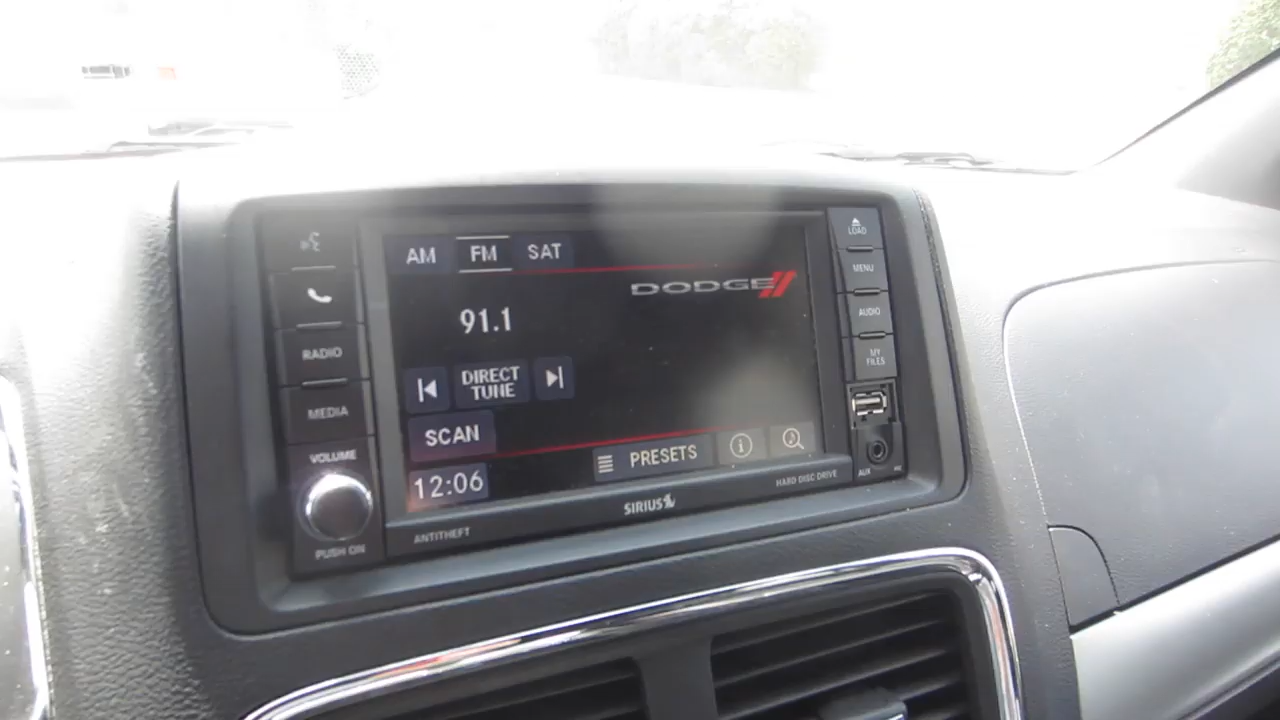 AM FM SAT
DODGE
91.1
DIRECT
TUNE
SCAN
PRESETS
12:06
RADIO
MEDIA
VOLUME
PUSH ON
ANTITHEFT
SIRIUS
HARD DISC DRIVE
LOAD
MENU
AUDIO
MY
FILES
AUX